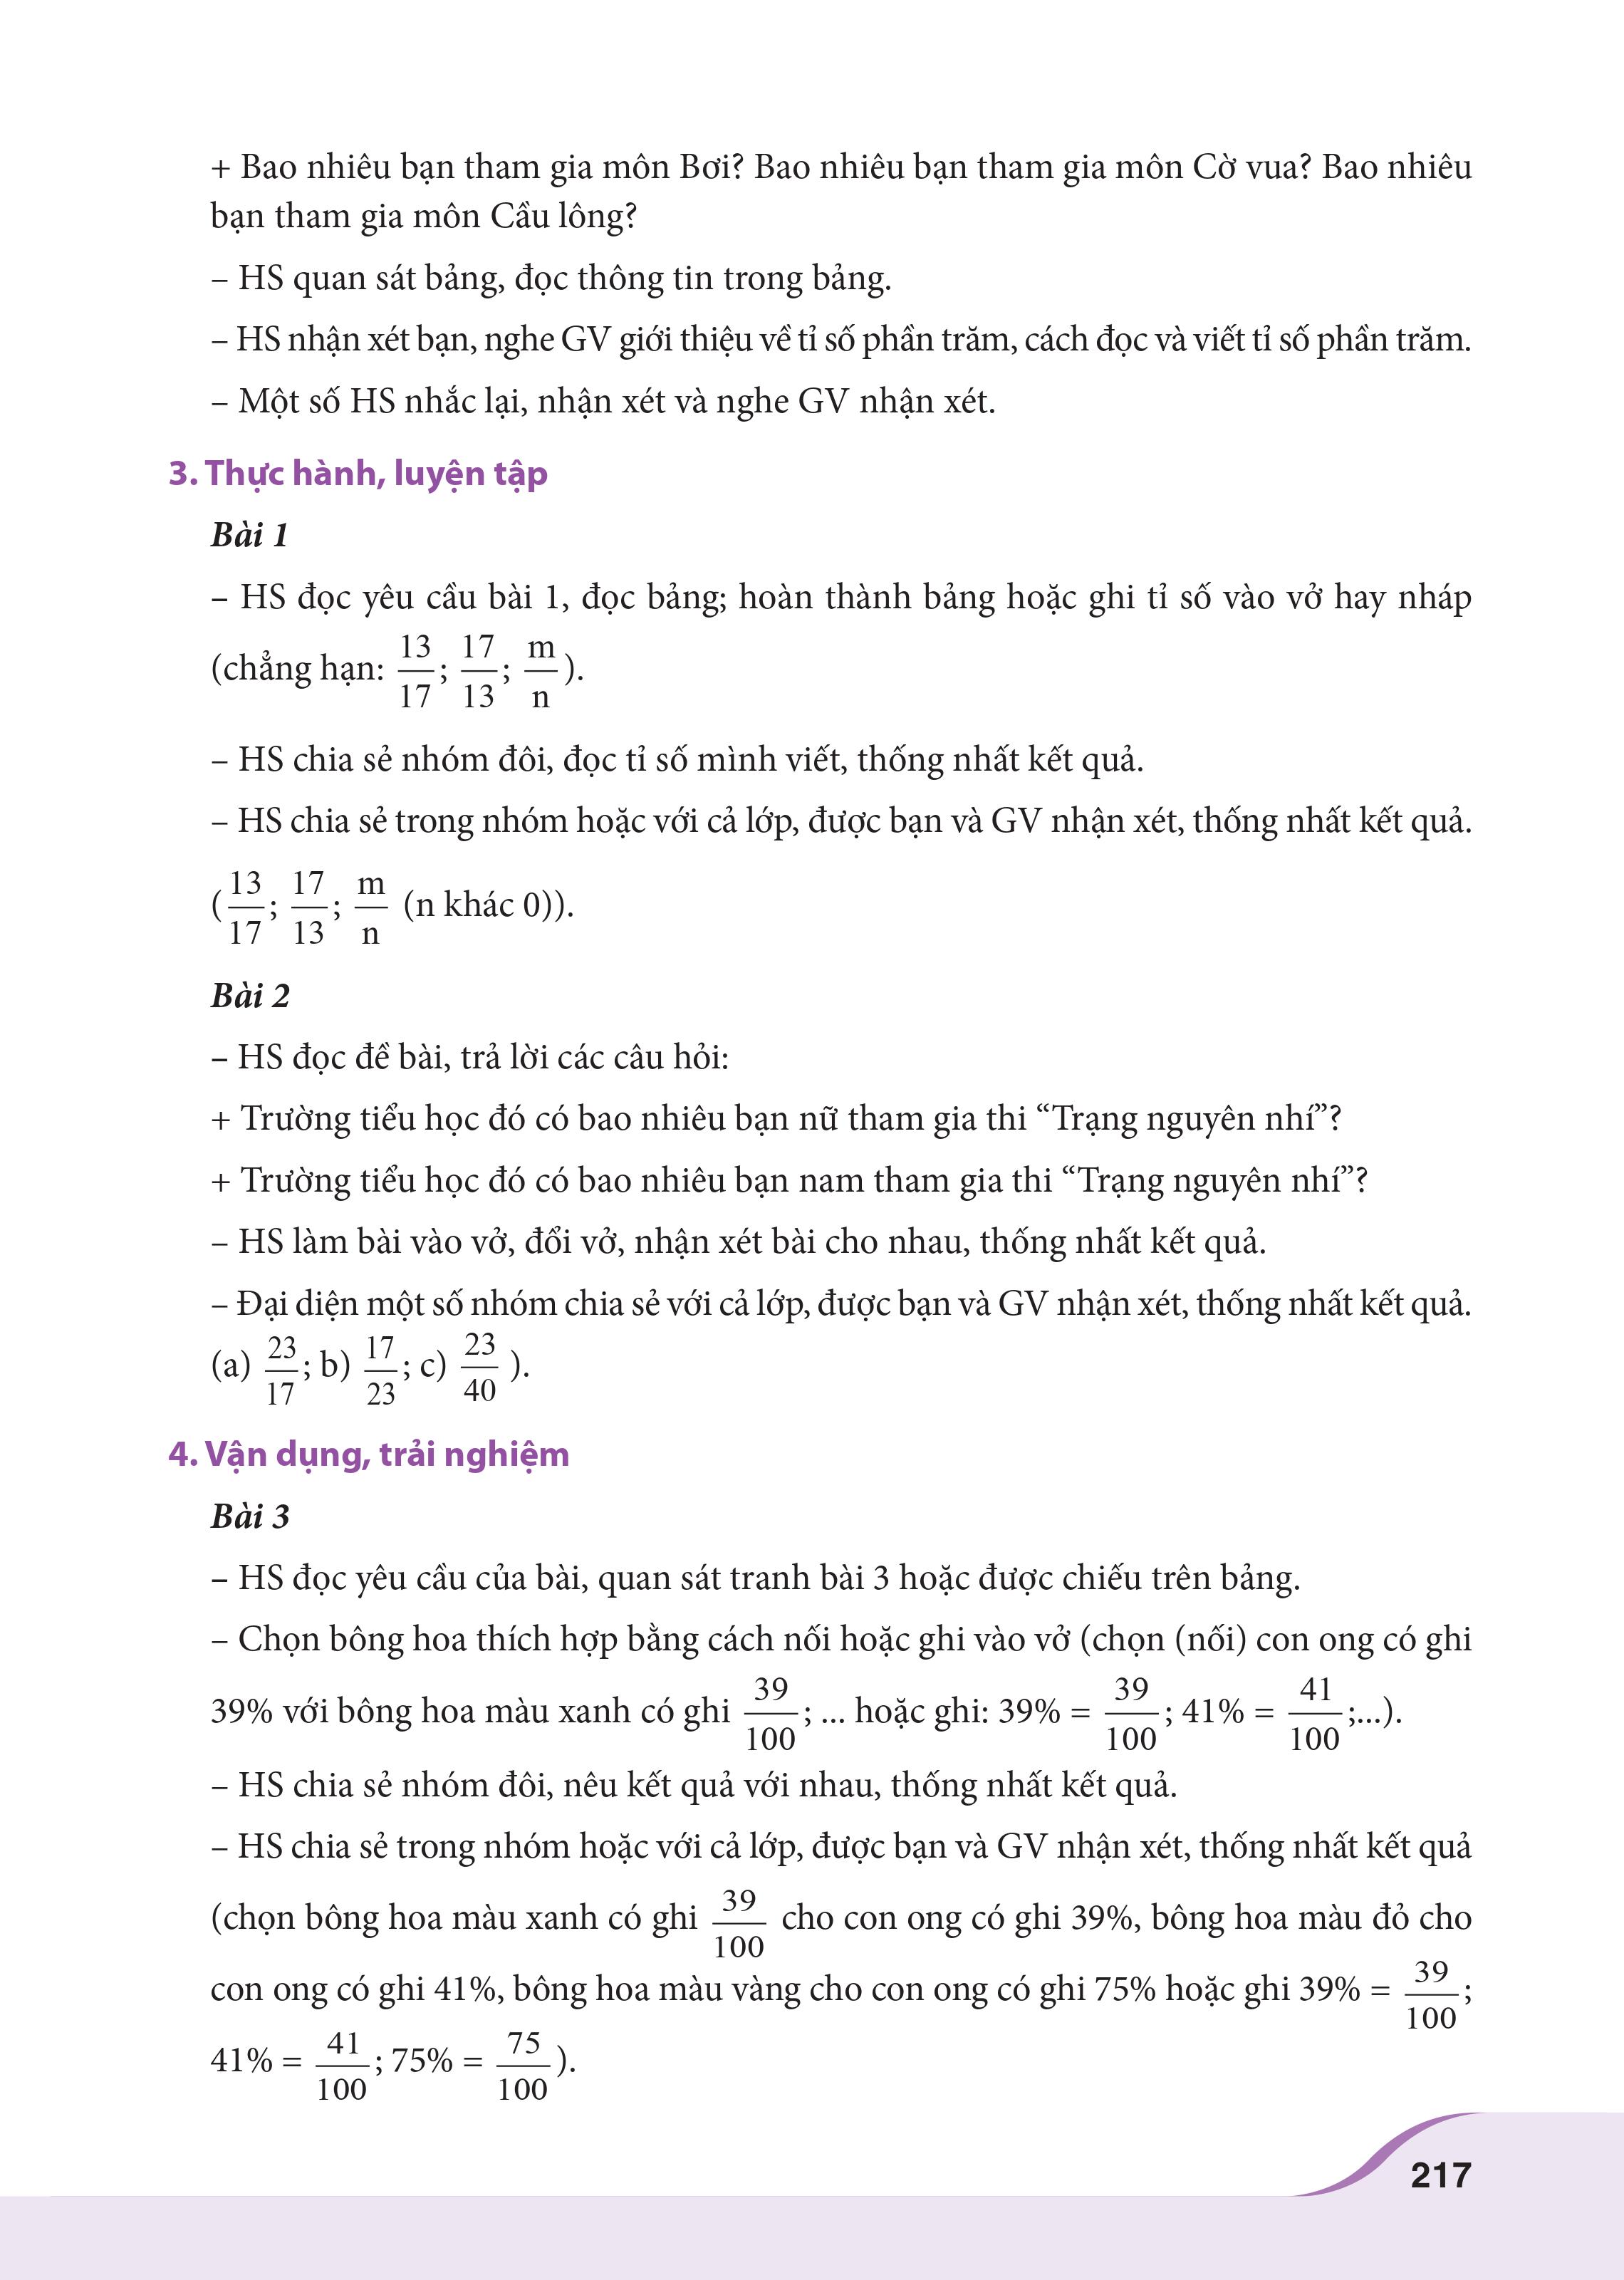 + Bao nhiêu bạn tham gia môn Bơi? Bao nhiêu bạn tham gia môn Cờ vua? Bao nhiêu
bạn tham gia môn Cầu lông?
– HS quan sát bảng, đọc thông tin trong bảng.
– HS nhận xét bạn, nghe GV giới thiệu về tỉ số phần trăm, cách đọc và viết tỉ số phần trăm.
– Một số HS nhắc lại, nhận xét và nghe GV nhận xét.
3. Thực hành, luyện tập
Bài 1
– HS đọc yêu cầu bài 1, đọc bảng; hoàn thành bảng hoặc ghi tỉ số vào vở hay nháp
(chẳng hạn: 13/17; 17/13; m/n).
– HS chia sẻ nhóm đôi, đọc tỉ số mình viết, thống nhất kết quả.
– HS chia sẻ trong nhóm hoặc với cả lớp, được bạn và GV nhận xét, thống nhất kết quả.
(13/17; 17/13; m/n (n khác 0)).
Bài 2
– HS đọc đề bài, trả lời các câu hỏi:
+ Trường tiểu học đó có bao nhiêu bạn nữ tham gia thi “Trạng nguyên nhí”?
+ Trường tiểu học đó có bao nhiêu bạn nam tham gia thi “Trạng nguyên nhí”?
– HS làm bài vào vở, đổi vở, nhận xét bài cho nhau, thống nhất kết quả.
– Đại diện một số nhóm chia sẻ với cả lớp, được bạn và GV nhận xét, thống nhất kết quả.
(a) 23/17; b) 17/23; c) 23/40 ).
4. Vận dụng, trải nghiệm
Bài 3
– HS đọc yêu cầu của bài, quan sát tranh bài 3 hoặc được chiếu trên bảng.
– Chọn bông hoa thích hợp bằng cách nối hoặc ghi vào vở (chọn (nối) con ong có ghi
39% với bông hoa màu xanh có ghi 39/100; ... hoặc ghi: 39% = 39/100; 41% = 41/100;...).
– HS chia sẻ nhóm đôi, nêu kết quả với nhau, thống nhất kết quả.
– HS chia sẻ trong nhóm hoặc với cả lớp, được bạn và GV nhận xét, thống nhất kết quả
(chọn bông hoa màu xanh có ghi 39/100 cho con ong có ghi 39%, bông hoa màu đỏ cho
con ong có ghi 41%, bông hoa màu vàng cho con ong có ghi 75% hoặc ghi 39% = 39/100;
41% = 41/100; 75% = 75/100).
217